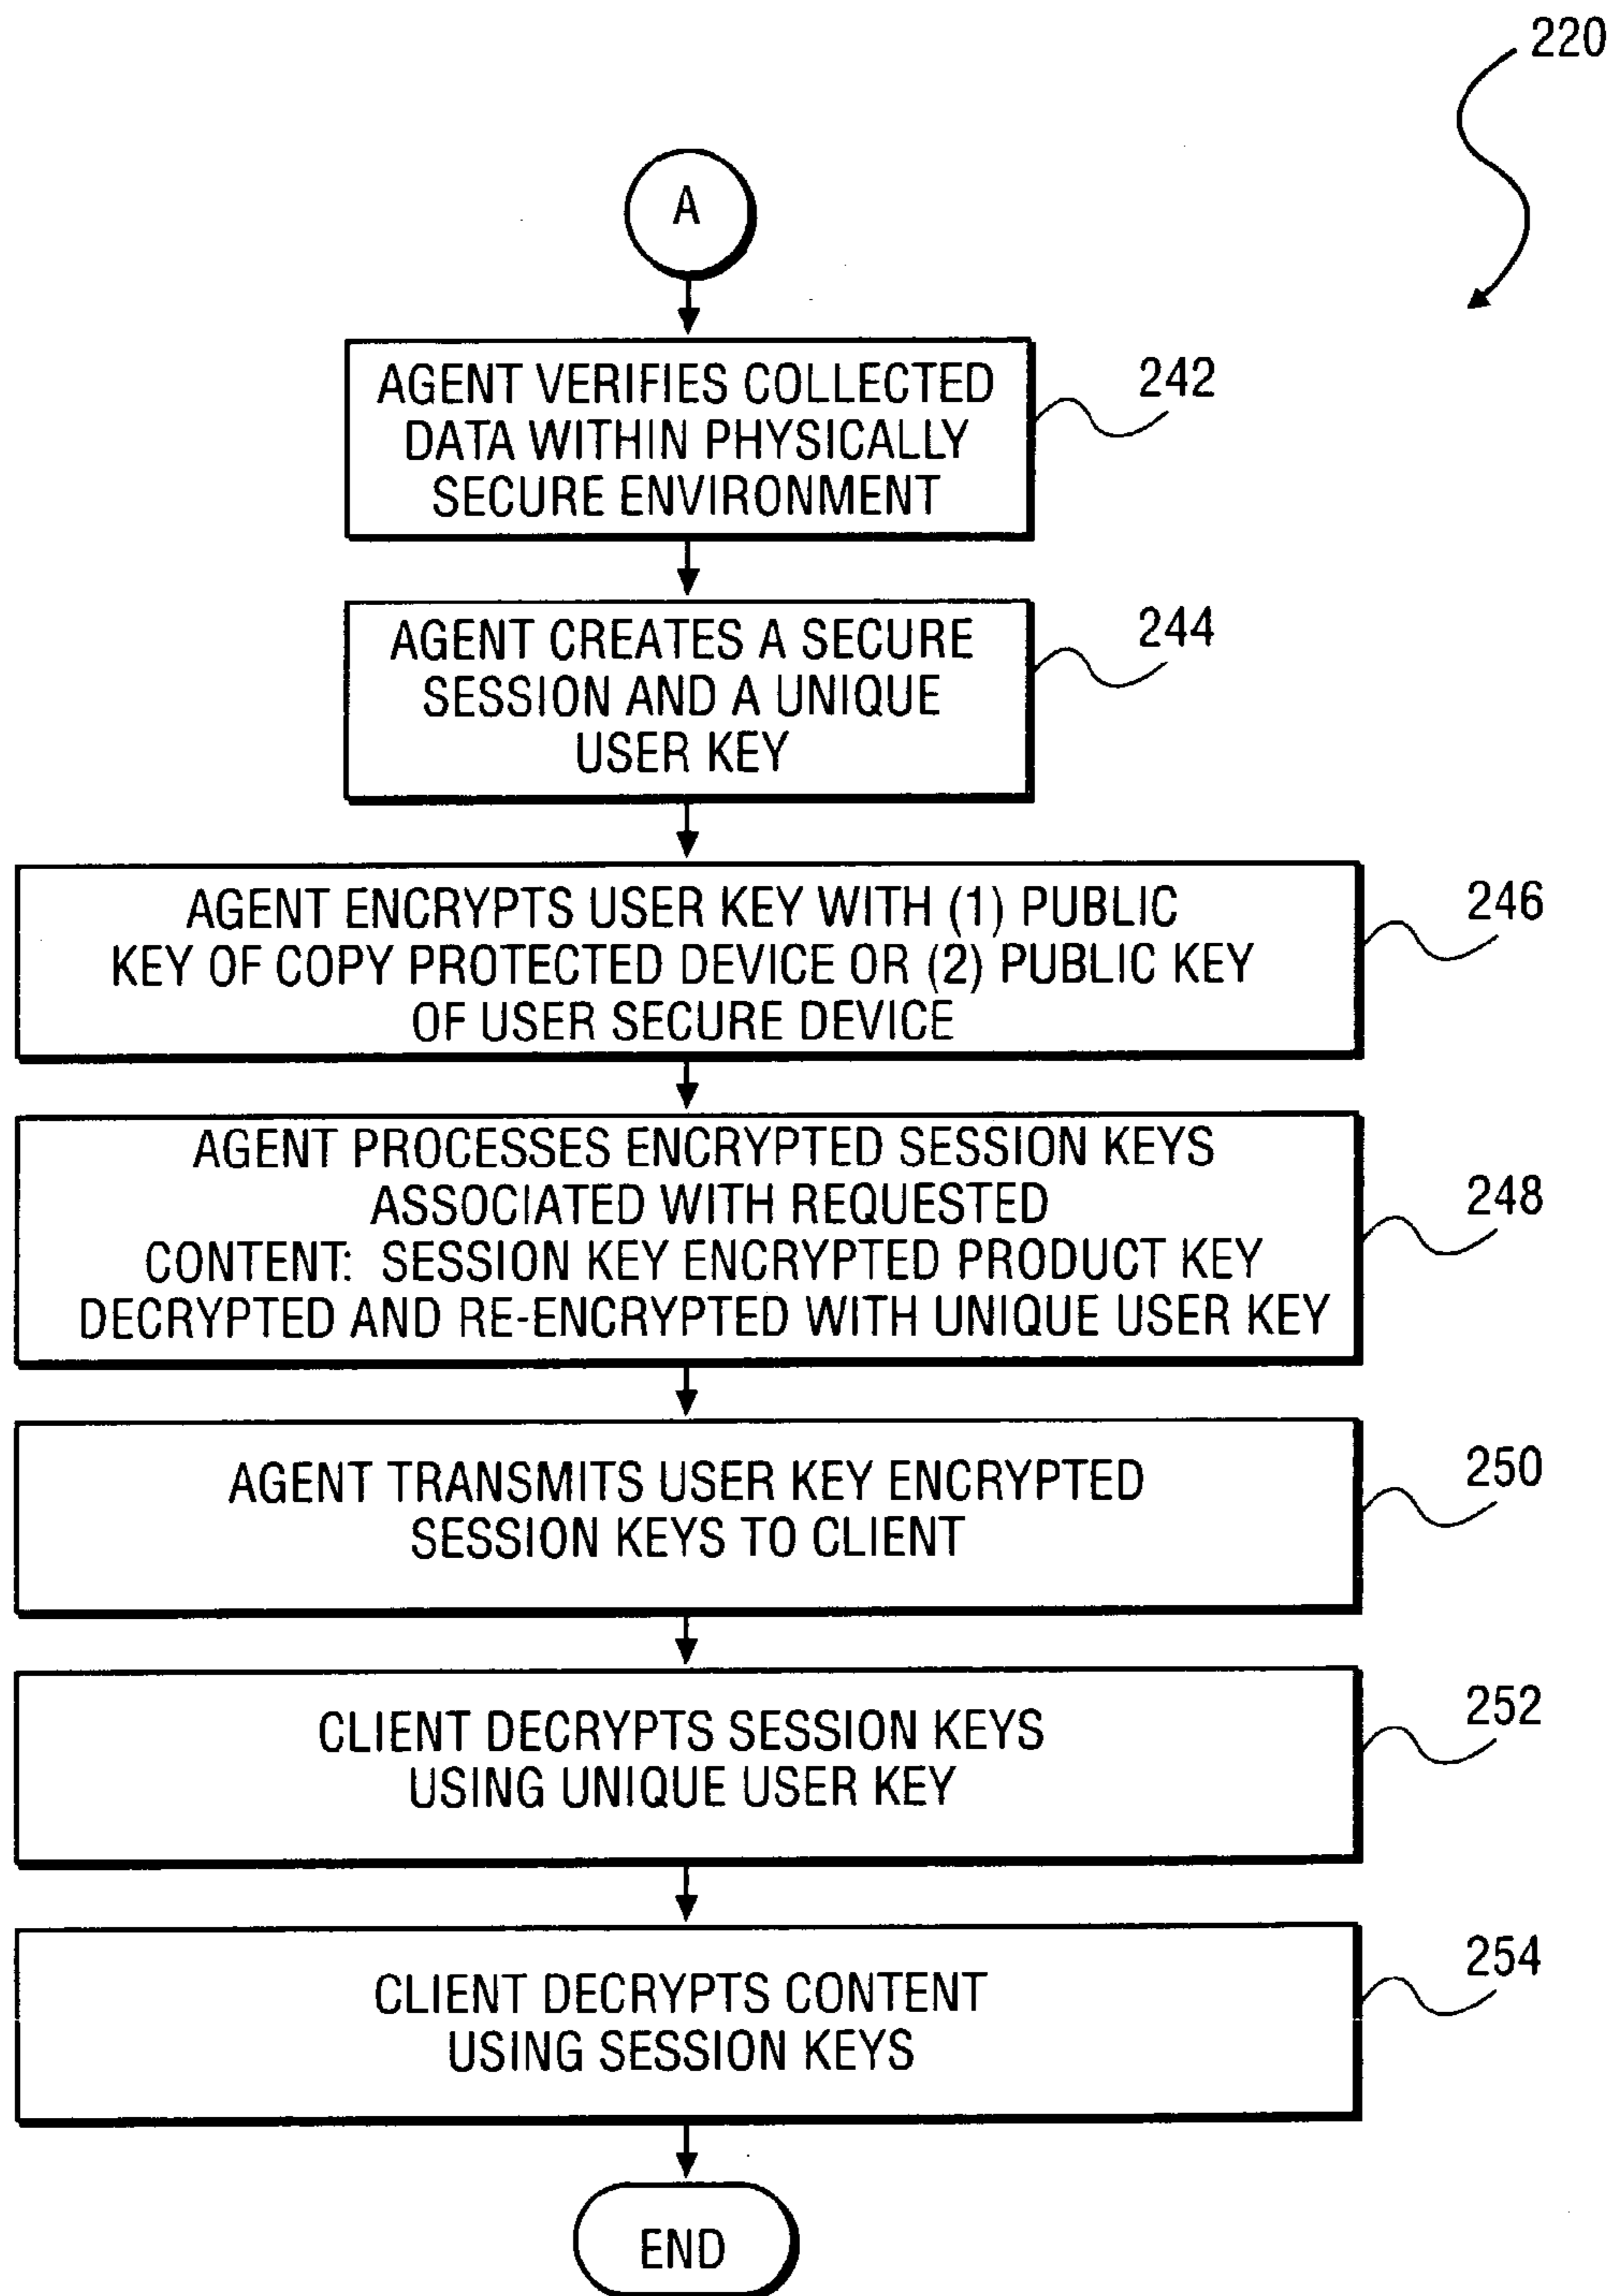 220
A
AGENT VERIFIES COLLECTED
DATA WITHIN PHYSICALLY
SECURE ENVIRONMENT
242
AGENT CREATES A SECURE
SESSION AND A UNIQUE
USER KEY
244
AGENT ENCRYPTS USER KEY WITH (1) PUBLIC
KEY OF COPY PROTECTED DEVICE OR (2) PUBLIC KEY
OF USER SECURE DEVICE
246
AGENT PROCESSES ENCRYPTED SESSION KEYS
ASSOCIATED WITH REQUESTED
CONTENT: SESSION KEY ENCRYPTED PRODUCT KEY
DECRYPTED AND RE-ENCRYPTED WITH UNIQUE USER KEY
248
AGENT TRANSMITS USER KEY ENCRYPTED
SESSION KEYS TO CLIENT
250
CLIENT DECRYPTS SESSION KEYS
USING UNIQUE USER KEY
252
CLIENT DECRYPTS CONTENT
USING SESSION KEYS
254
END